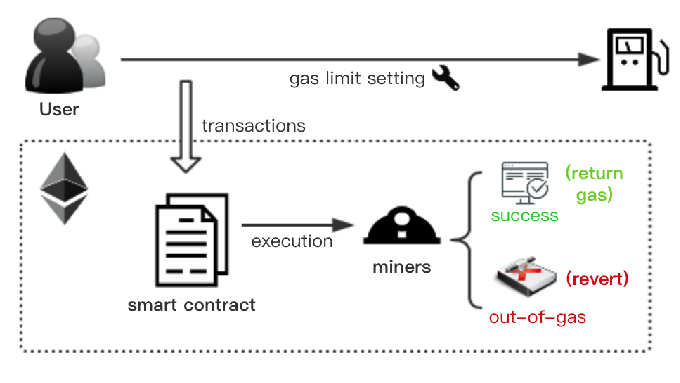 gas limit setting
User
transactions
(return
gas)
success
execution
miners
(revert)
smart contract
out-of-gas